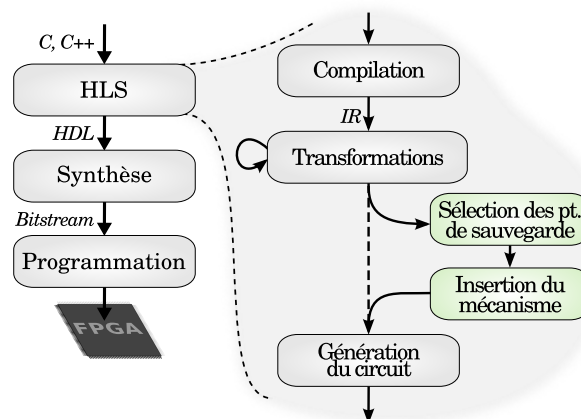 C, C++
HLS
HDL
Synthèse
Bitstream
Programmation
FPGA
Compilation
IR
Transformations
Sélection des pt.
de sauvegarde
Insertion du
mécanisme
Génération
du circuit